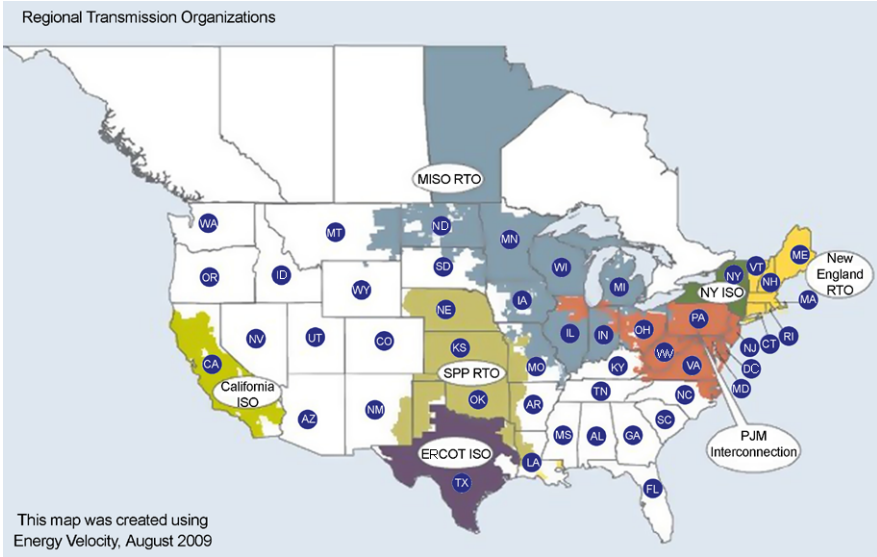 Regional Transmission Organizations
MISO RTO
WA
MT
ND
MN
ME
VT
NH
New
England
RTO
OR
ID
SD
WI
MI
NY
NY ISO
WY
IA
MA
NE
PA
RI
NV
UT
CO
KS
IL
IN
OH
WV
VA
NJ
CT
DC
MD
CA
California
ISO
SPP RTO
MO
KY
TN
NC
AZ
NM
OK
AR
SC
MS
AL
GA
PJM
Interconnection
ERCOT ISO
LA
TX
FL
This map was created using
Energy Velocity, August 2009